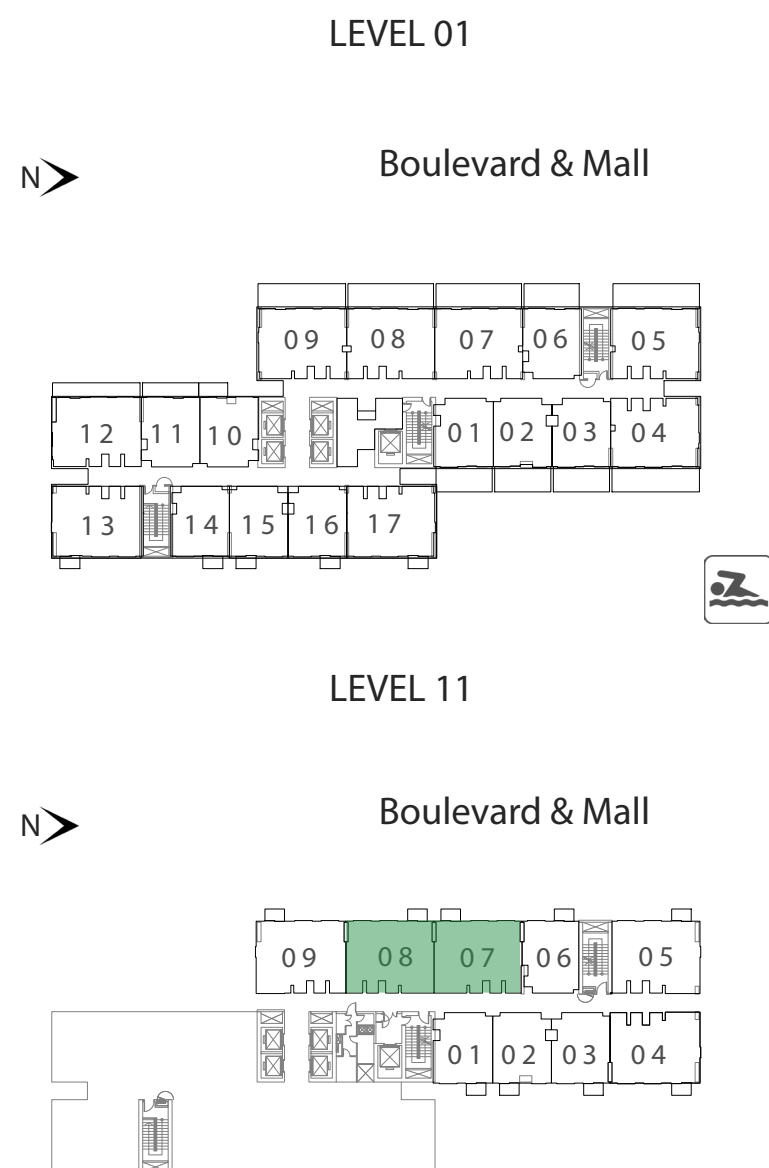 LEVEL 01
N
Boulevard & Mall
09 08 07 06 05
12 11 10 01 02 03 04
13 14 15 16 17
LEVEL 11
N
Boulevard & Mall
09 08 07 06 05
01 02 03 04